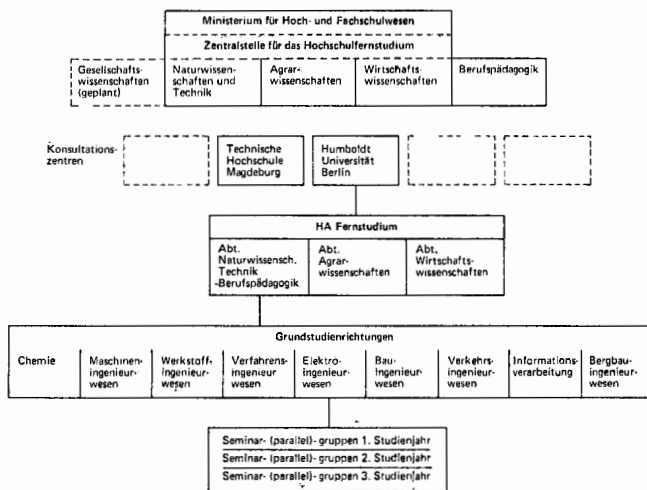 Ministerium für Hoch- und Fachschulwesen
Zentralstelle für das Hochschulfernstudium
Gesellschafts-
wissenschaften
(geplant)
Naturwissen-
schaften und
Technik
Agrar-
wissenschaften
Wirtschafts-
wissenschaften
Berufspädagogik
Konsultations-
zentren
Technische
Hochschule
Magdeburg
Humboldt
Universität
Berlin
HA Fernstudium
Abt.
Naturwissensch.
Technik
-Berufspädagogik
Abt.
Agrar-
wissenschaften
Abt.
Wirtschafts-
wissenschaften
Grundstudienrichtungen
Chemie
Maschinen-
ingenieur-
wesen
Werkstoff-
ingenieur-
wesen
Verfahrens-
ingenieur
wesen
Elektro-
ingenieur-
wesen
Bau-
ingenieur-
wesen
Verkehrs-
ingenieur-
wesen
Informations-
verarbeitung
Bergbau-
ingenieur-
wesen
Seminar- (parallel)- gruppen 1. Studienjahr
Seminar- (parallel)- gruppen 2. Studienjahr
Seminar- (parallel)- gruppen 3. Studienjahr